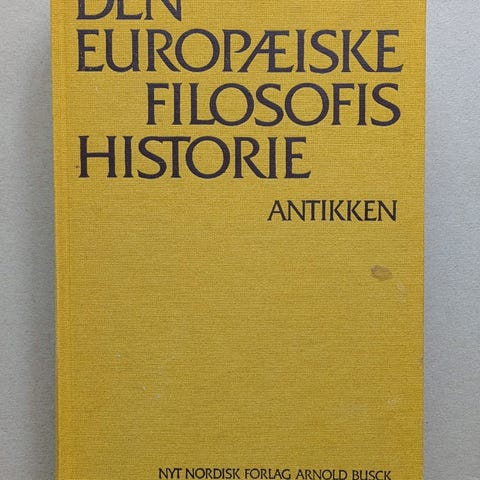 DEN
EUROPÆISKE
FILOSOFIS
HISTORIE
ANTIKKEN
NYT NORDISK FORLAG ARNOLD BUSCK